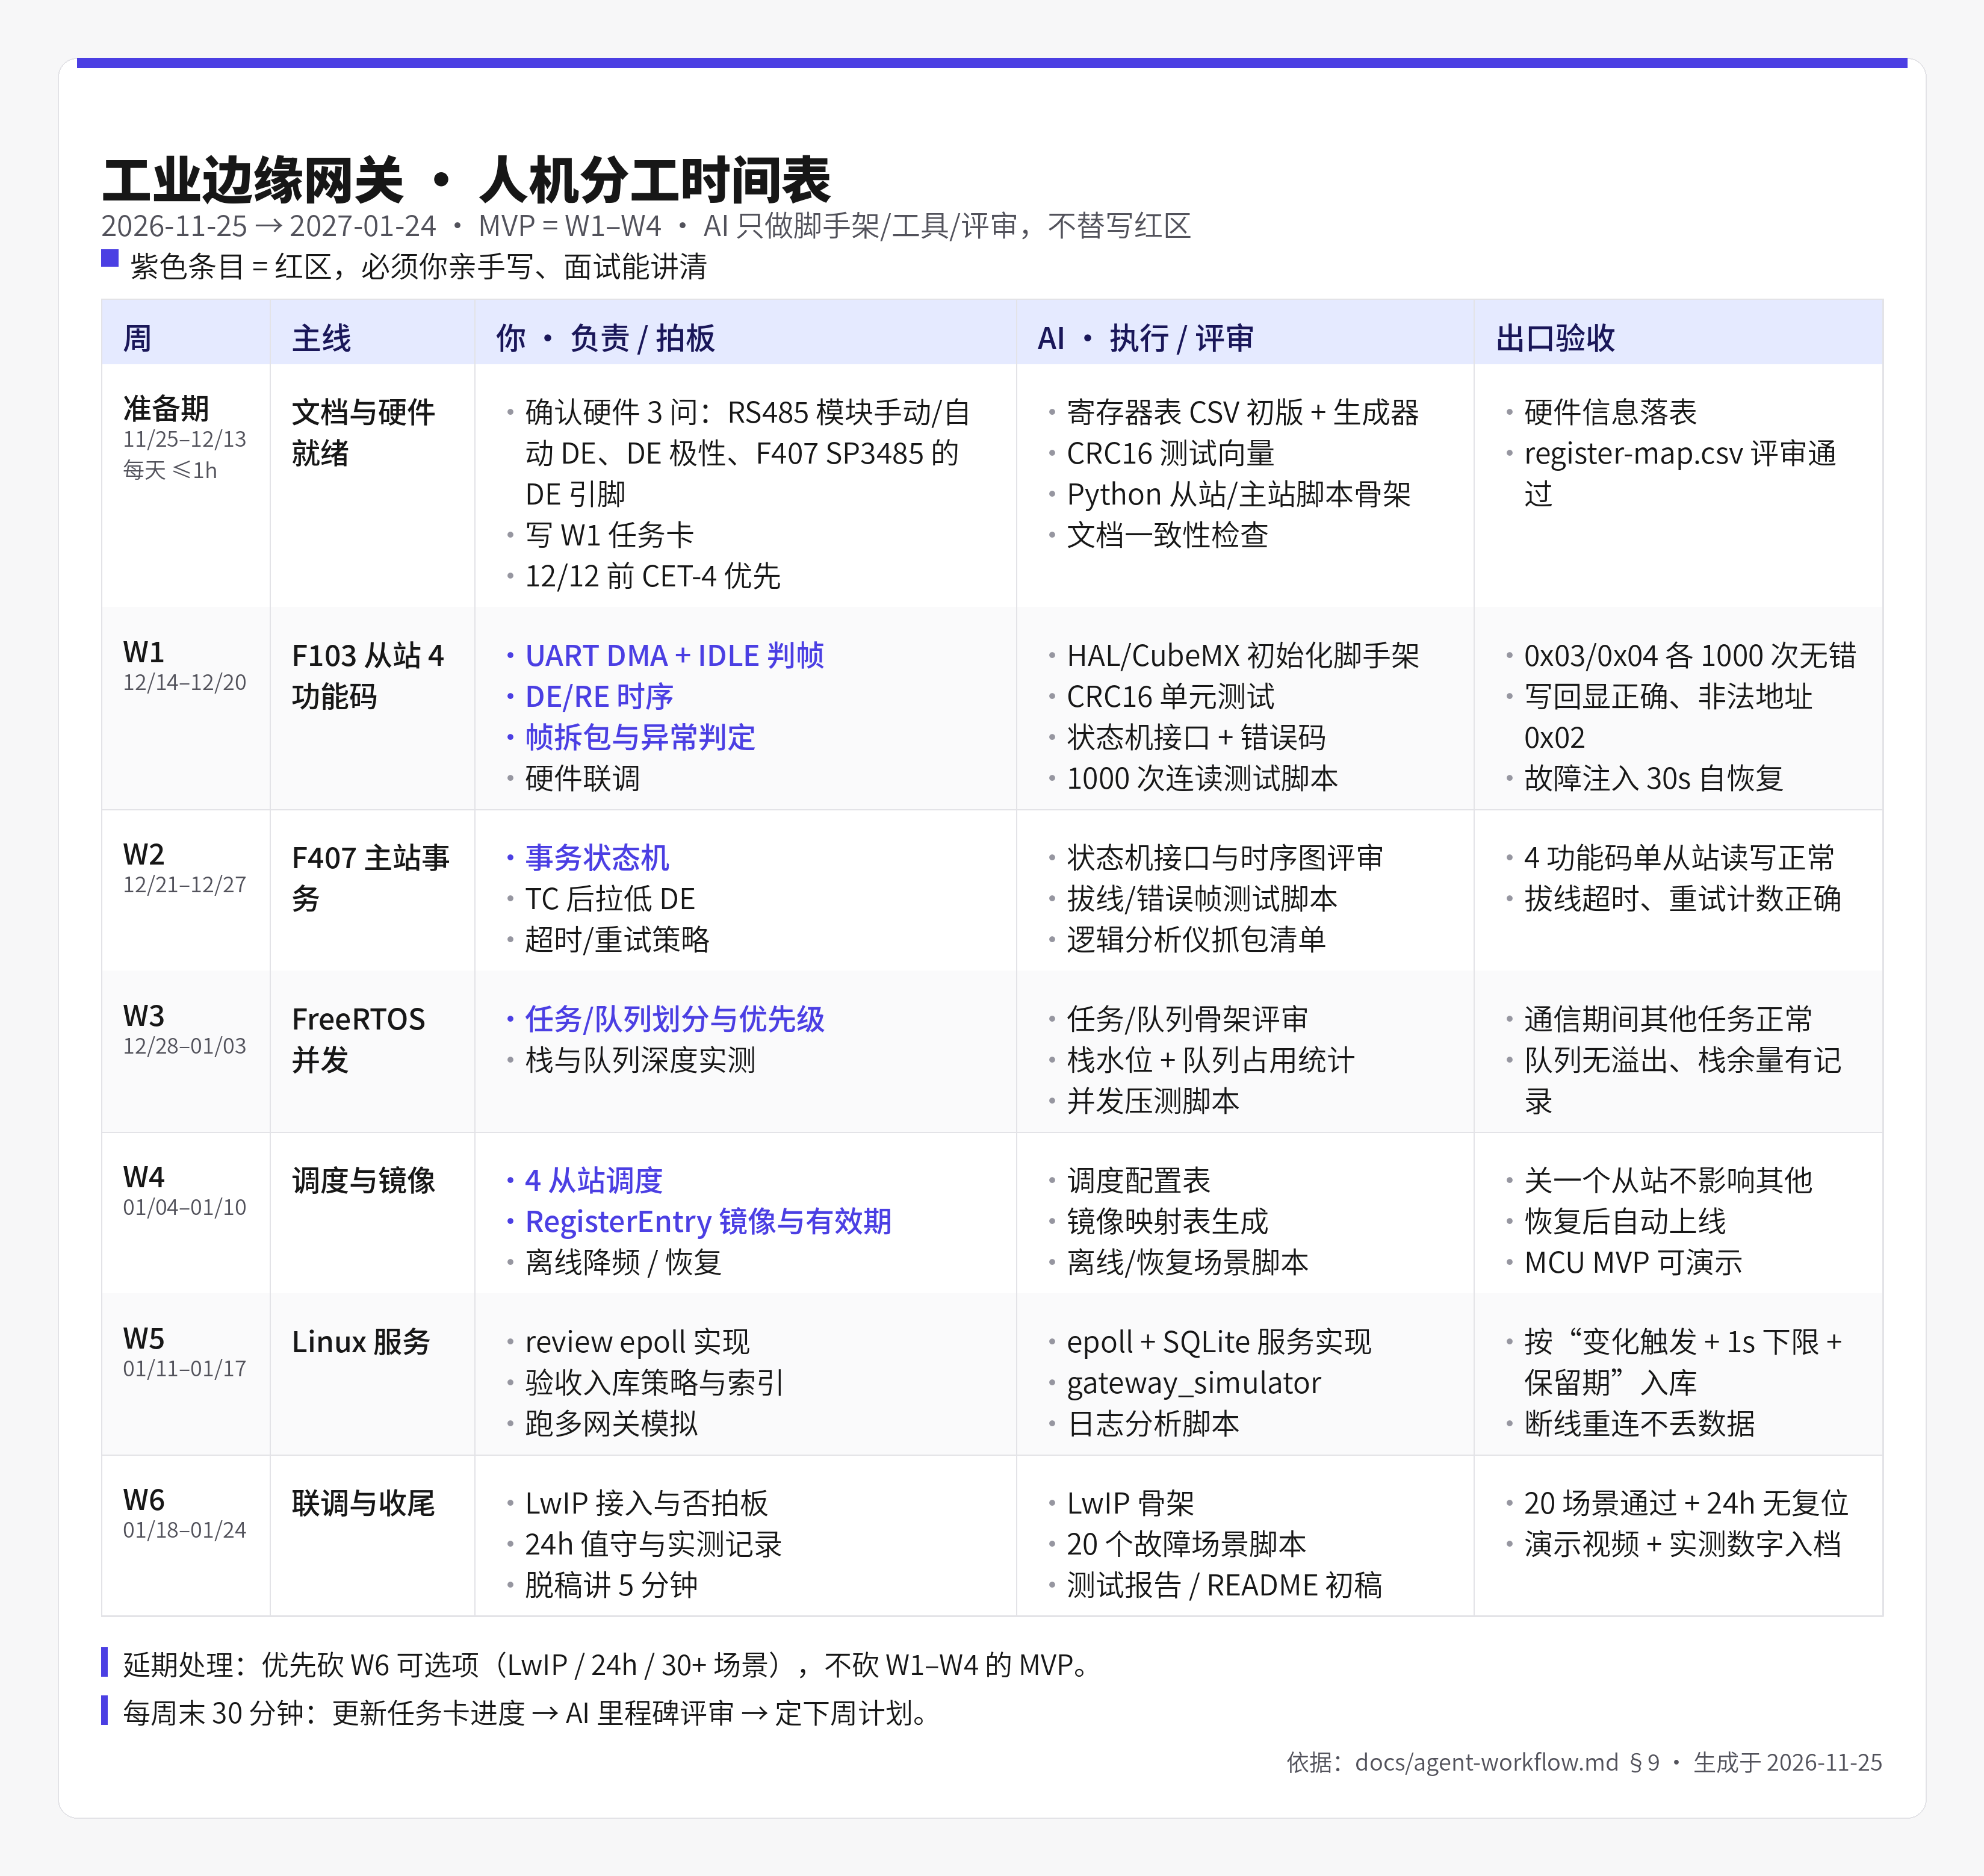 工业边缘网关 · 人机分工时间表
2026-11-25 → 2027-01-24 · MVP = W1–W4 · AI 只做脚手架/工具/评审，不替写红区
紫色条目 = 红区，必须你亲手写、面试能讲清
周
主线
你 · 负责 / 拍板
AI · 执行 / 评审
出口验收
准备期
11/25–12/13
每天 ≤1h
文档与硬件
就绪
• 确认硬件 3 问：RS485 模块手动/自
动 DE、DE 极性、F407 SP3485 的
DE 引脚
• 写 W1 任务卡
• 12/12 前 CET-4 优先
• 寄存器表 CSV 初版 + 生成器
• CRC16 测试向量
• Python 从站/主站脚本骨架
• 文档一致性检查
• 硬件信息落表
• register-map.csv 评审通
过
W1
12/14–12/20
F103 从站 4
功能码
• UART DMA + IDLE 判帧
• DE/RE 时序
• 帧拆包与异常判定
• 硬件联调
• HAL/CubeMX 初始化脚手架
• CRC16 单元测试
• 状态机接口 + 错误码
• 1000 次连读测试脚本
• 0x03/0x04 各 1000 次无错
• 写回显正确、非法地址
0x02
• 故障注入 30s 自恢复
W2
12/21–12/27
F407 主站事
务
• 事务状态机
• TC 后拉低 DE
• 超时/重试策略
• 状态机接口与时序图评审
• 拔线/错误帧测试脚本
• 逻辑分析仪抓包清单
• 4 功能码单从站读写正常
• 拔线超时、重试计数正确
W3
12/28–01/03
FreeRTOS
并发
• 任务/队列划分与优先级
• 栈与队列深度实测
• 任务/队列骨架评审
• 栈水位 + 队列占用统计
• 并发压测脚本
• 通信期间其他任务正常
• 队列无溢出、栈余量有记
录
W4
01/04–01/10
调度与镜像
• 4 从站调度
• RegisterEntry 镜像与有效期
• 离线降频 / 恢复
• 调度配置表
• 镜像映射表生成
• 离线/恢复场景脚本
• 关一个从站不影响其他
• 恢复后自动上线
• MCU MVP 可演示
W5
01/11–01/17
Linux 服务
• review epoll 实现
• 验收入库策略与索引
• 跑多网关模拟
• epoll + SQLite 服务实现
• gateway_simulator
• 日志分析脚本
• 按“变化触发 + 1s 下限 +
保留期”入库
• 断线重连不丢数据
W6
01/18–01/24
联调与收尾
• LwIP 接入与否拍板
• 24h 值守与实测记录
• 脱稿讲 5 分钟
• LwIP 骨架
• 20 个故障场景脚本
• 测试报告 / README 初稿
• 20 场景通过 + 24h 无复位
• 演示视频 + 实测数字入档
延期处理：优先砍 W6 可选项（LwIP / 24h / 30+ 场景），不砍 W1–W4 的 MVP。
每周末 30 分钟：更新任务卡进度 → AI 里程碑评审 → 定下周计划。
依据：docs/agent-workflow.md §9 · 生成于 2026-11-25